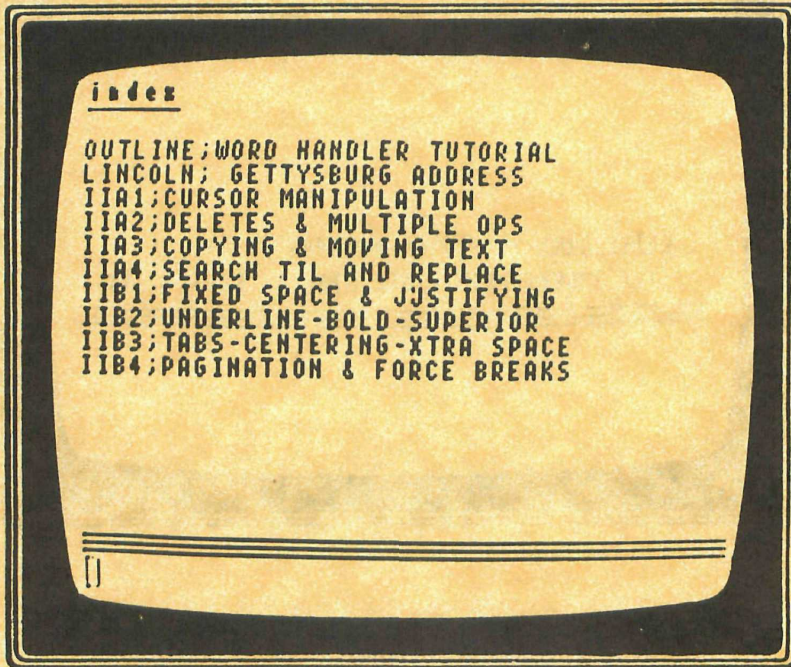 index
OUTLINE;WORD HANDLER TUTORIAL
LINCOLN; GETTYSBURG ADDRESS
IIA1;CURSOR MANIPULATION
IIA2;DELETES & MULTIPLE OPS
IIA3;COPYING & MOVING TEXT
IIA4;SEARCH TIL AND REPLACE
IIB1;FIXED SPACE & JUSTIFYING
IIB2;UNDERLINE-BOLD-SUPERIOR
IIB3;TABS-CENTERING-XTRA SPACE
IIB4;PAGINATION & FORCE BREAKS
[]